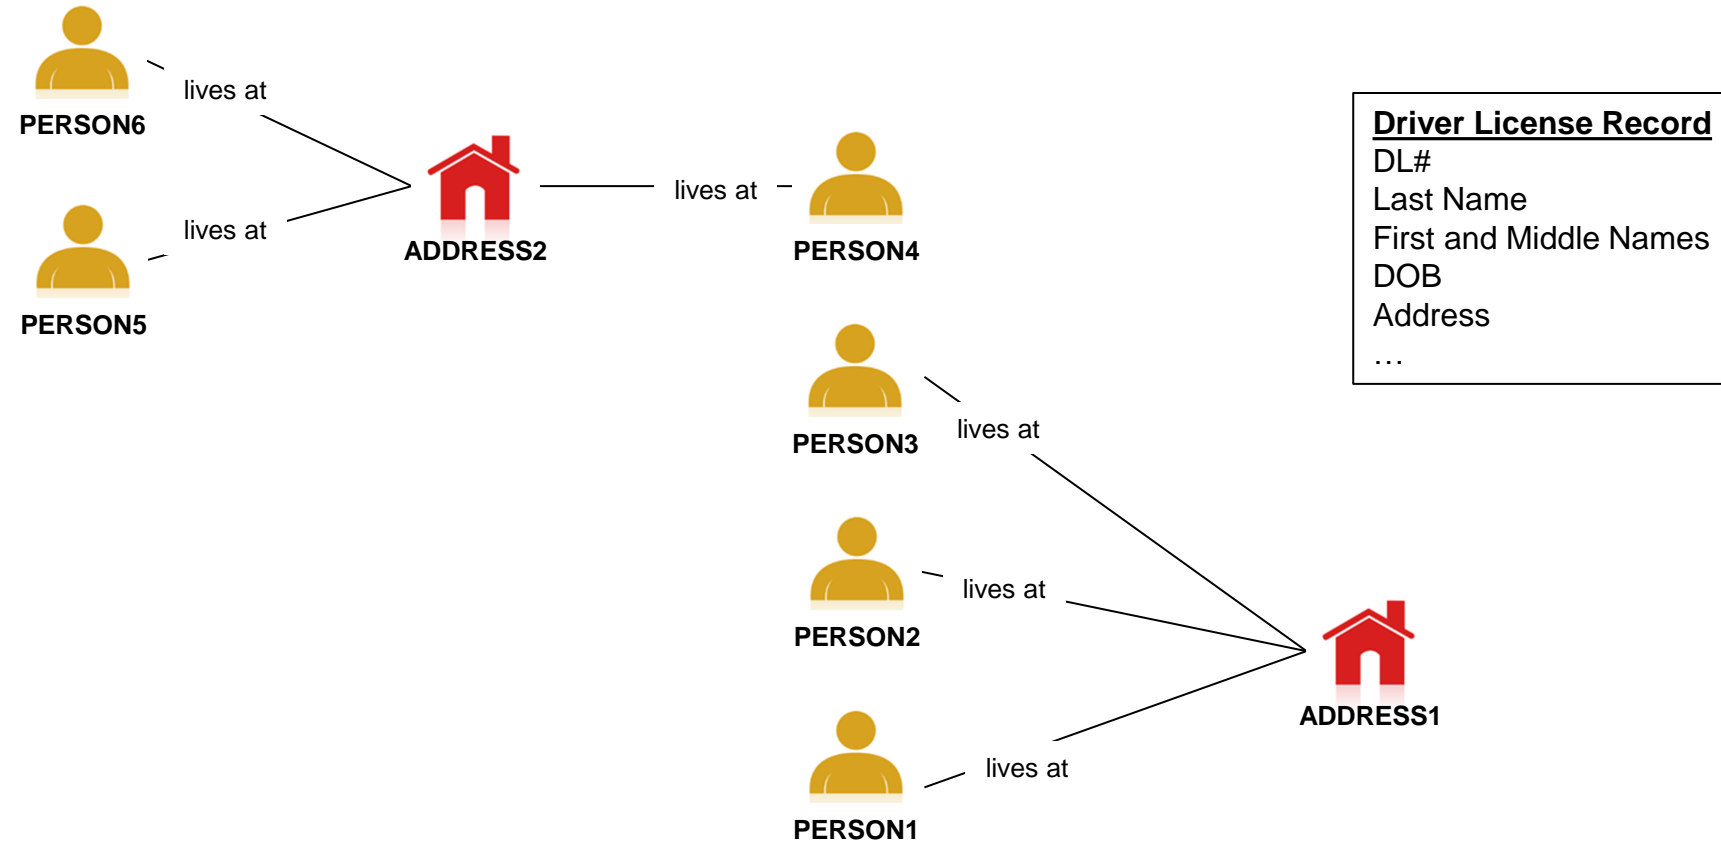 lives at
PERSON6
lives at
PERSON5
ADDRESS2
lives at
PERSON4
Driver License Record
DL#
Last Name
First and Middle Names
DOB
Address
…
PERSON3
lives at
PERSON2
lives at
ADDRESS1
PERSON1
lives at